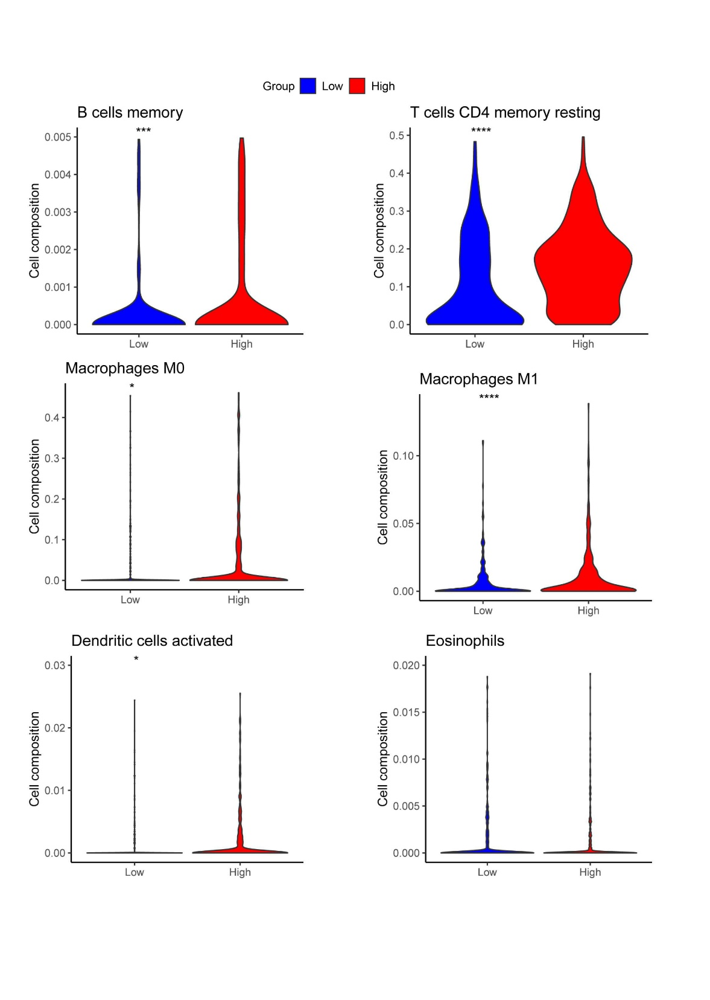 Group Low High
B cells memory
***
0.005
0.004
0.003
0.002
0.001
0.000
Cell composition
Low High
T cells CD4 memory resting
****
0.5
0.4
0.3
0.2
0.1
0.0
Cell composition
Low High
Macrophages M0
*
0.4
0.3
0.2
0.1
0.0
Cell composition
Low High
Macrophages M1
****
0.10
0.05
0.00
Cell composition
Low High
Dendritic cells activated
*
0.03
0.02
0.01
0.00
Cell composition
Low High
Eosinophils
0.020
0.015
0.010
0.005
0.000
Cell composition
Low High